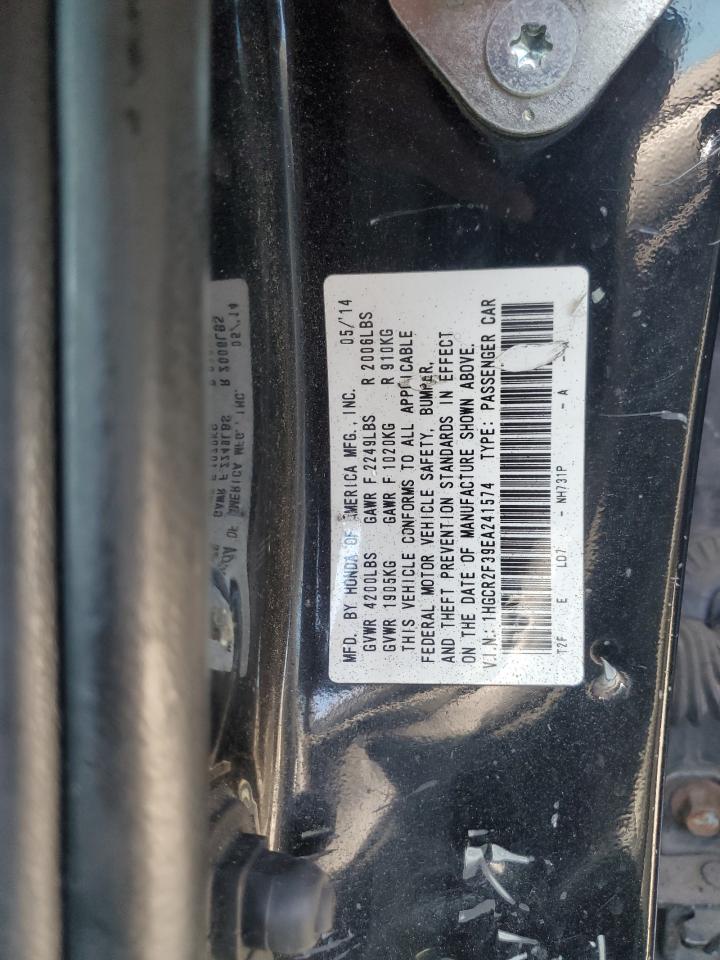 MFD. BY HONDA OF AMERICA MFG., INC. 05/'14
GVWR 4200LBS GAWR F 2249LBS R 2006LBS
GVWR 1905KG GAWR F 1020KG R 910KG
THIS VEHICLE CONFORMS TO ALL APPLICABLE
FEDERAL MOTOR VEHICLE SAFETY, BUMPER,
AND THEFT PREVENTION STANDARDS IN EFFECT
ON THE DATE OF MANUFACTURE SHOWN ABOVE.
V.I.N.: 1HGCR2F39EA241574 TYPE: PASSENGER CAR
T2F E LD7 - NH731P - A -